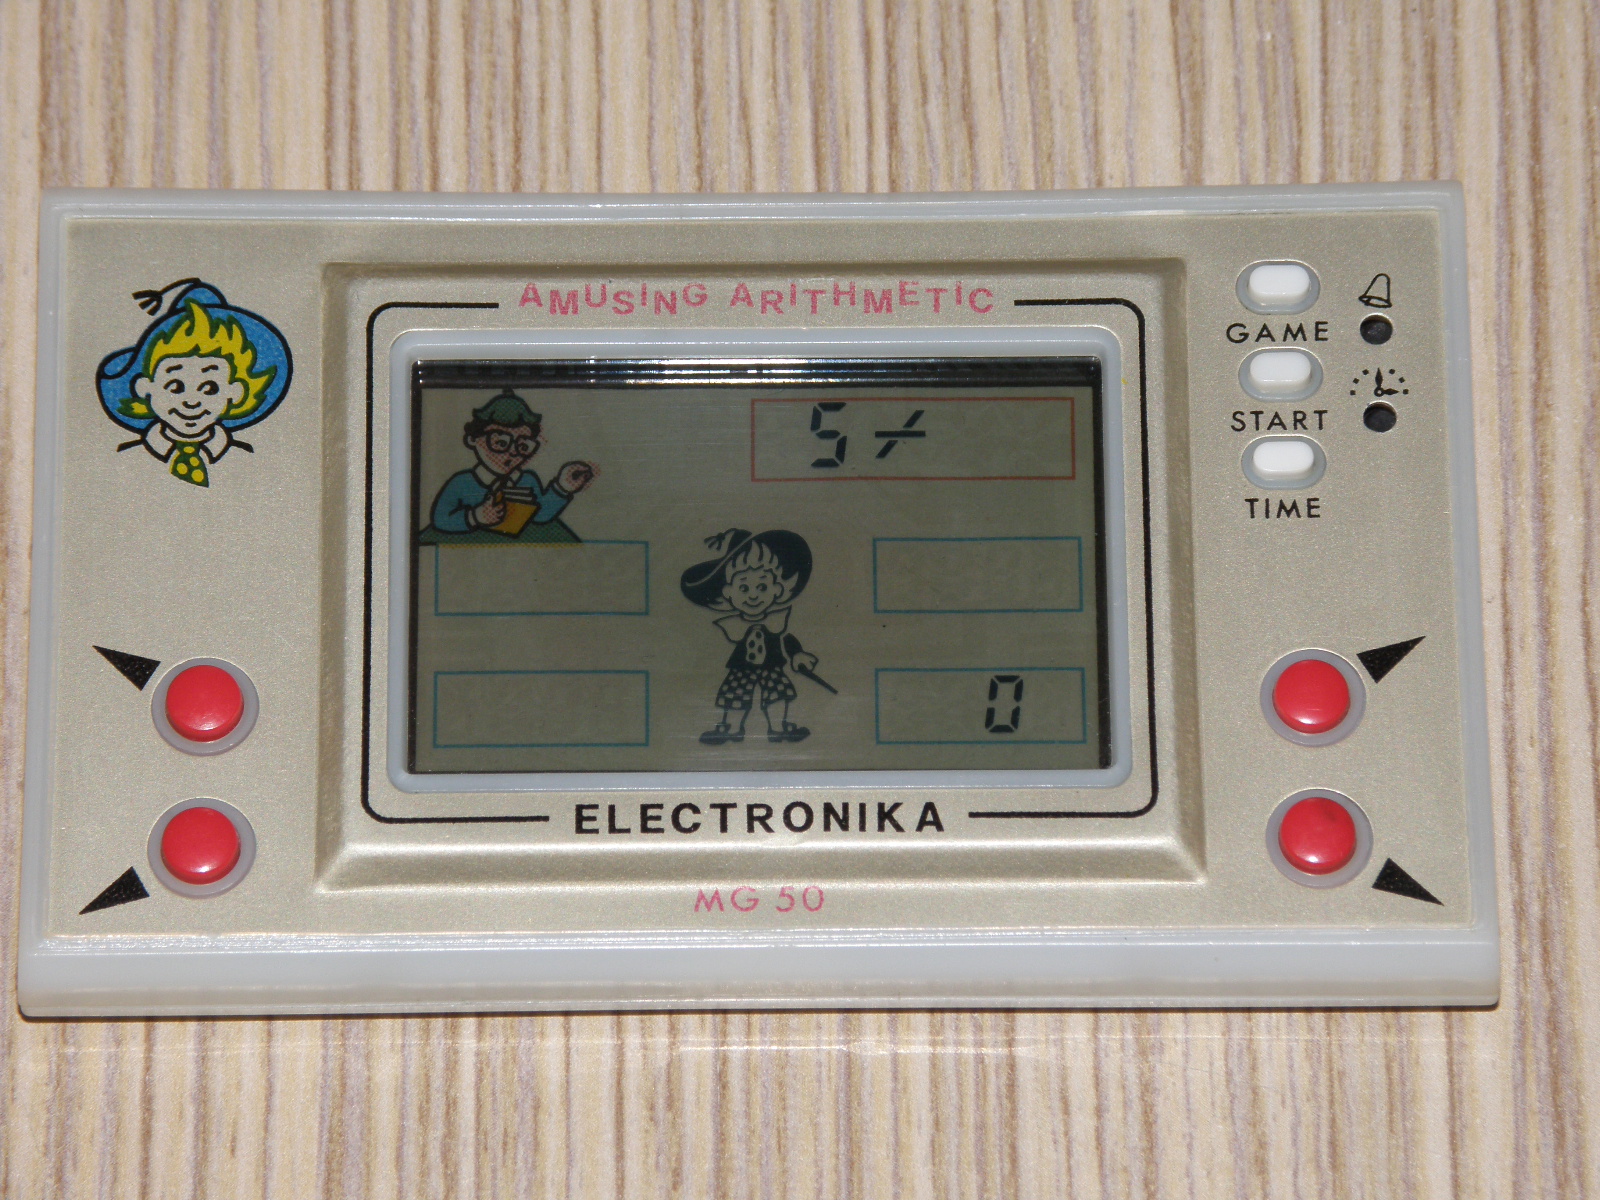 AMUSING ARITHMETIC
GAME
START
TIME
5
0
ELECTRONIKA
MG 50